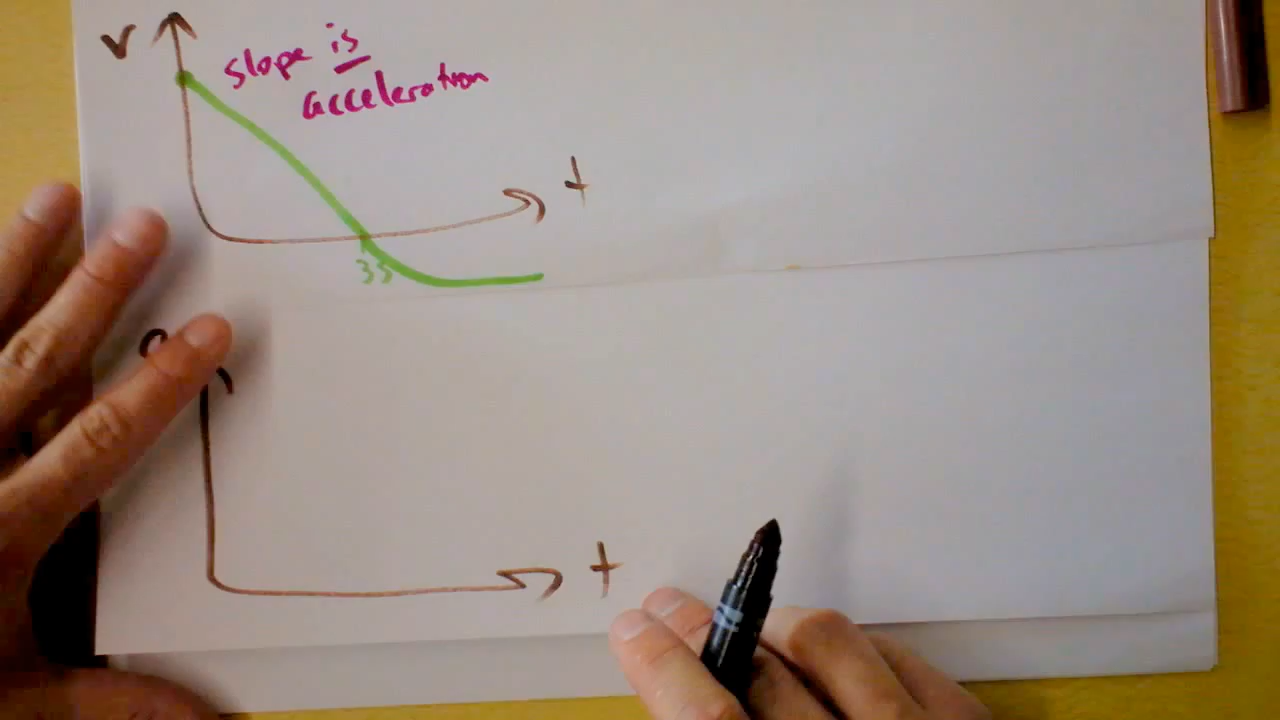 v
slope is
acceleration
t
3s
t